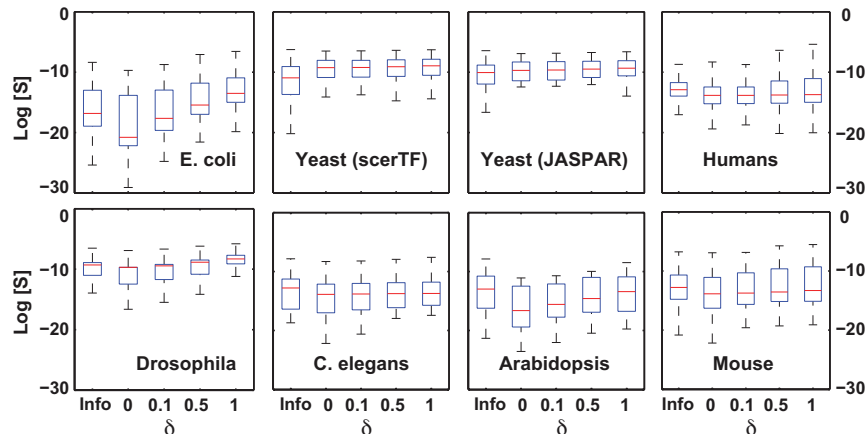 0
−10
−20
−30
Log [S]
E. coli
Yeast (scerTF)
Yeast (JASPAR)
Humans
0
−10
−20
−30
0
−10
−20
−30
Log [S]
Drosophila
C. elegans
Arabidopsis
Mouse
0
−10
−20
−30
Info 0 0.1 0.5 1
Info 0 0.1 0.5 1
Info 0 0.1 0.5 1
Info 0 0.1 0.5 1
δ
δ
δ
δ